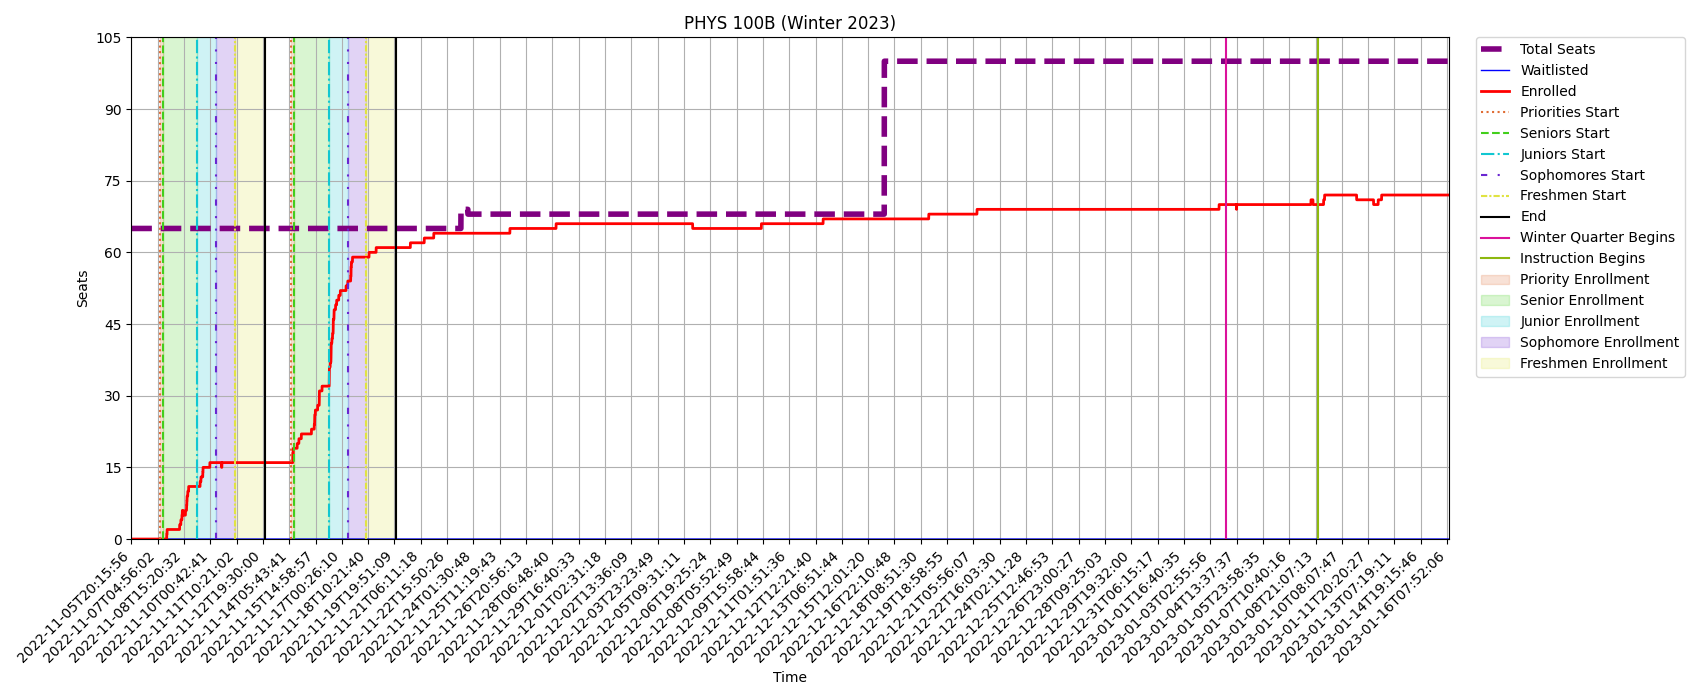 PHYS 100B (Winter 2023)
Seats
105
90
75
60
45
30
15
0
2022-11-05T20:15:56
2022-11-07T04:56:02
2022-11-08T15:20:32
2022-11-10T00:42:41
2022-11-11T10:21:02
2022-11-12T19:30:00
2022-11-14T05:43:41
2022-11-15T14:58:57
2022-11-17T00:26:10
2022-11-18T10:21:40
2022-11-19T19:51:09
2022-11-21T06:11:18
2022-11-22T15:50:26
2022-11-24T01:30:48
2022-11-25T11:19:43
2022-11-26T20:56:13
2022-11-28T06:48:40
2022-11-29T16:40:33
2022-12-01T02:31:18
2022-12-02T13:36:09
2022-12-03T23:23:49
2022-12-05T09:31:11
2022-12-06T19:25:24
2022-12-08T05:52:49
2022-12-09T15:58:44
2022-12-11T01:51:36
2022-12-12T12:21:40
2022-12-13T06:51:44
2022-12-15T12:01:20
2022-12-16T22:10:48
2022-12-18T08:51:30
2022-12-19T18:58:55
2022-12-21T05:56:07
2022-12-22T16:03:30
2022-12-24T02:11:28
2022-12-25T12:46:53
2022-12-26T23:00:27
2022-12-28T09:25:03
2022-12-29T19:32:00
2022-12-31T06:15:17
2023-01-01T16:40:35
2023-01-03T02:55:56
2023-01-04T13:37:37
2023-01-05T23:58:35
2023-01-07T10:40:16
2023-01-08T21:07:13
2023-01-10T08:07:47
2023-01-11T20:20:27
2023-01-13T07:19:11
2023-01-14T19:15:46
2023-01-16T07:52:06
Time
Total Seats
Waitlisted
Enrolled
Priorities Start
Seniors Start
Juniors Start
Sophomores Start
Freshmen Start
End
Winter Quarter Begins
Instruction Begins
Priority Enrollment
Senior Enrollment
Junior Enrollment
Sophomore Enrollment
Freshmen Enrollment